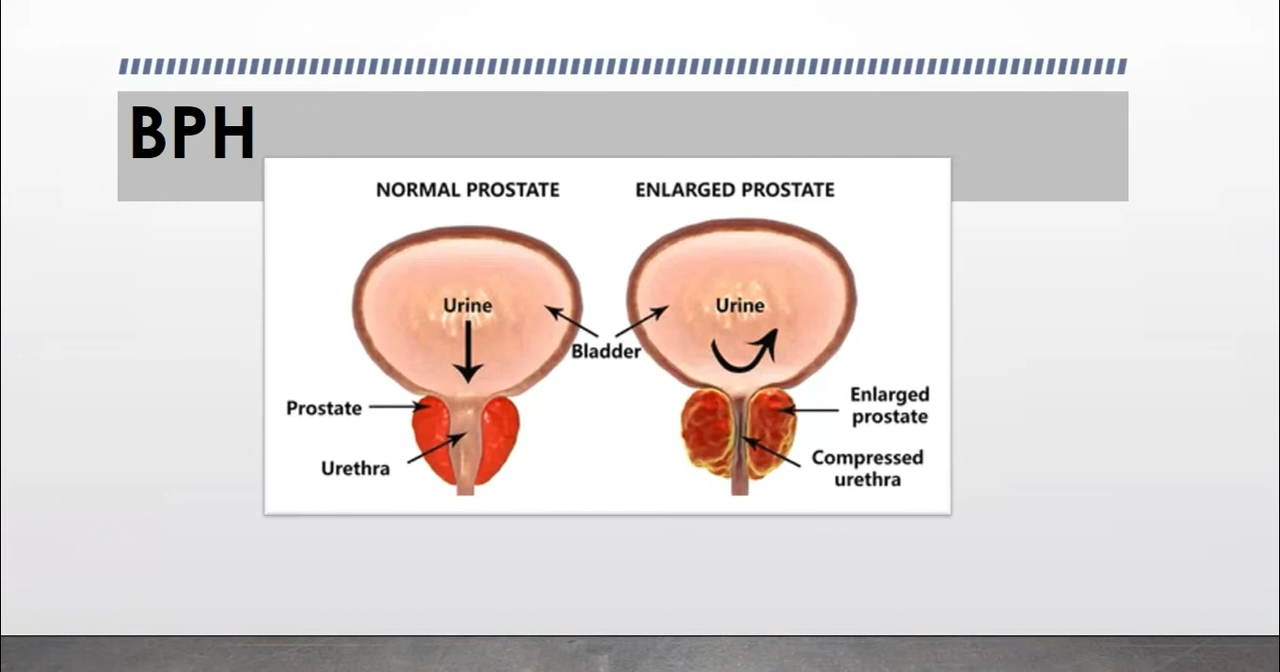 BPH
NORMAL PROSTATE
ENLARGED PROSTATE
Urine
Urine
Bladder
Prostate
Urethra
Enlarged
prostate
Compressed
urethra